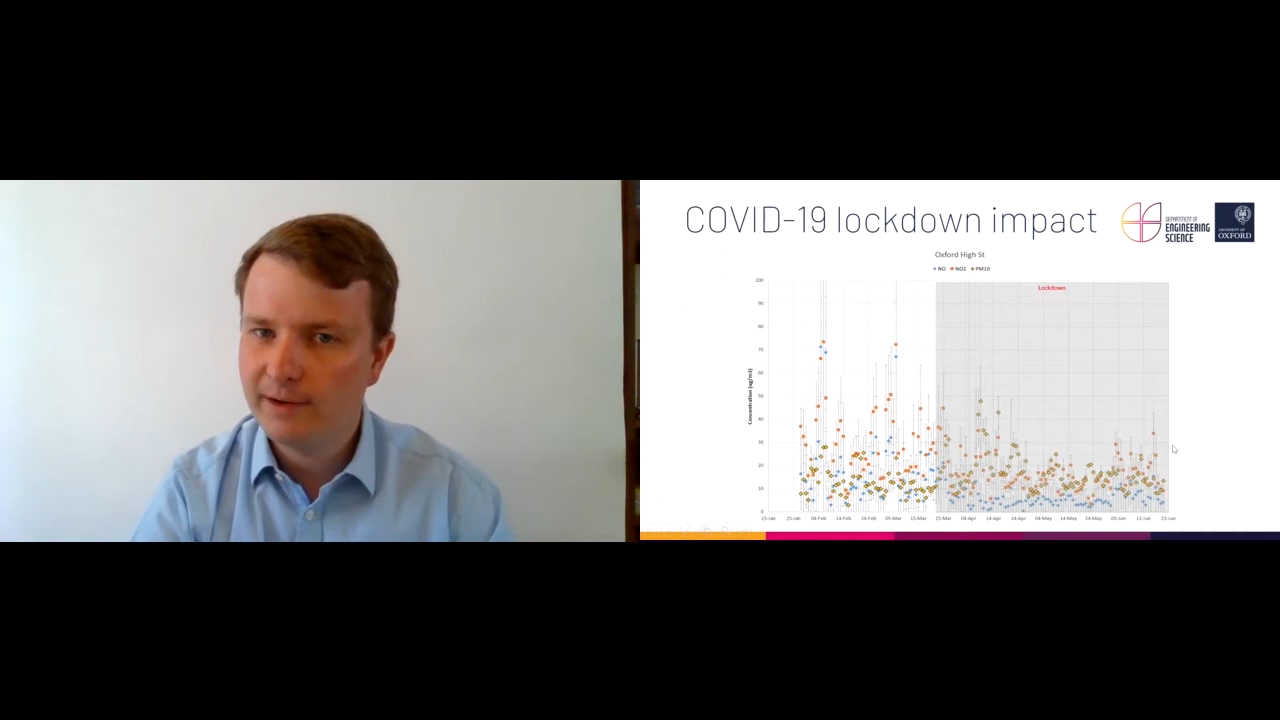 COVID-19 lockdown impact
DEPARTMENT OF
ENGINEERING
SCIENCE
UNIVERSITY OF
OXFORD
Oxford High St
NO NO2 PM10
Lockdown
Concentration (ug/m3)
100
90
80
70
60
50
40
30
20
10
0
15-Jan 25-Jan 04-Feb 14-Feb 24-Feb 05-Mar 15-Mar 25-Mar 04-Apr 14-Apr 24-Apr 04-May 14-May 24-May 03-Jun 13-Jun 23-Jun